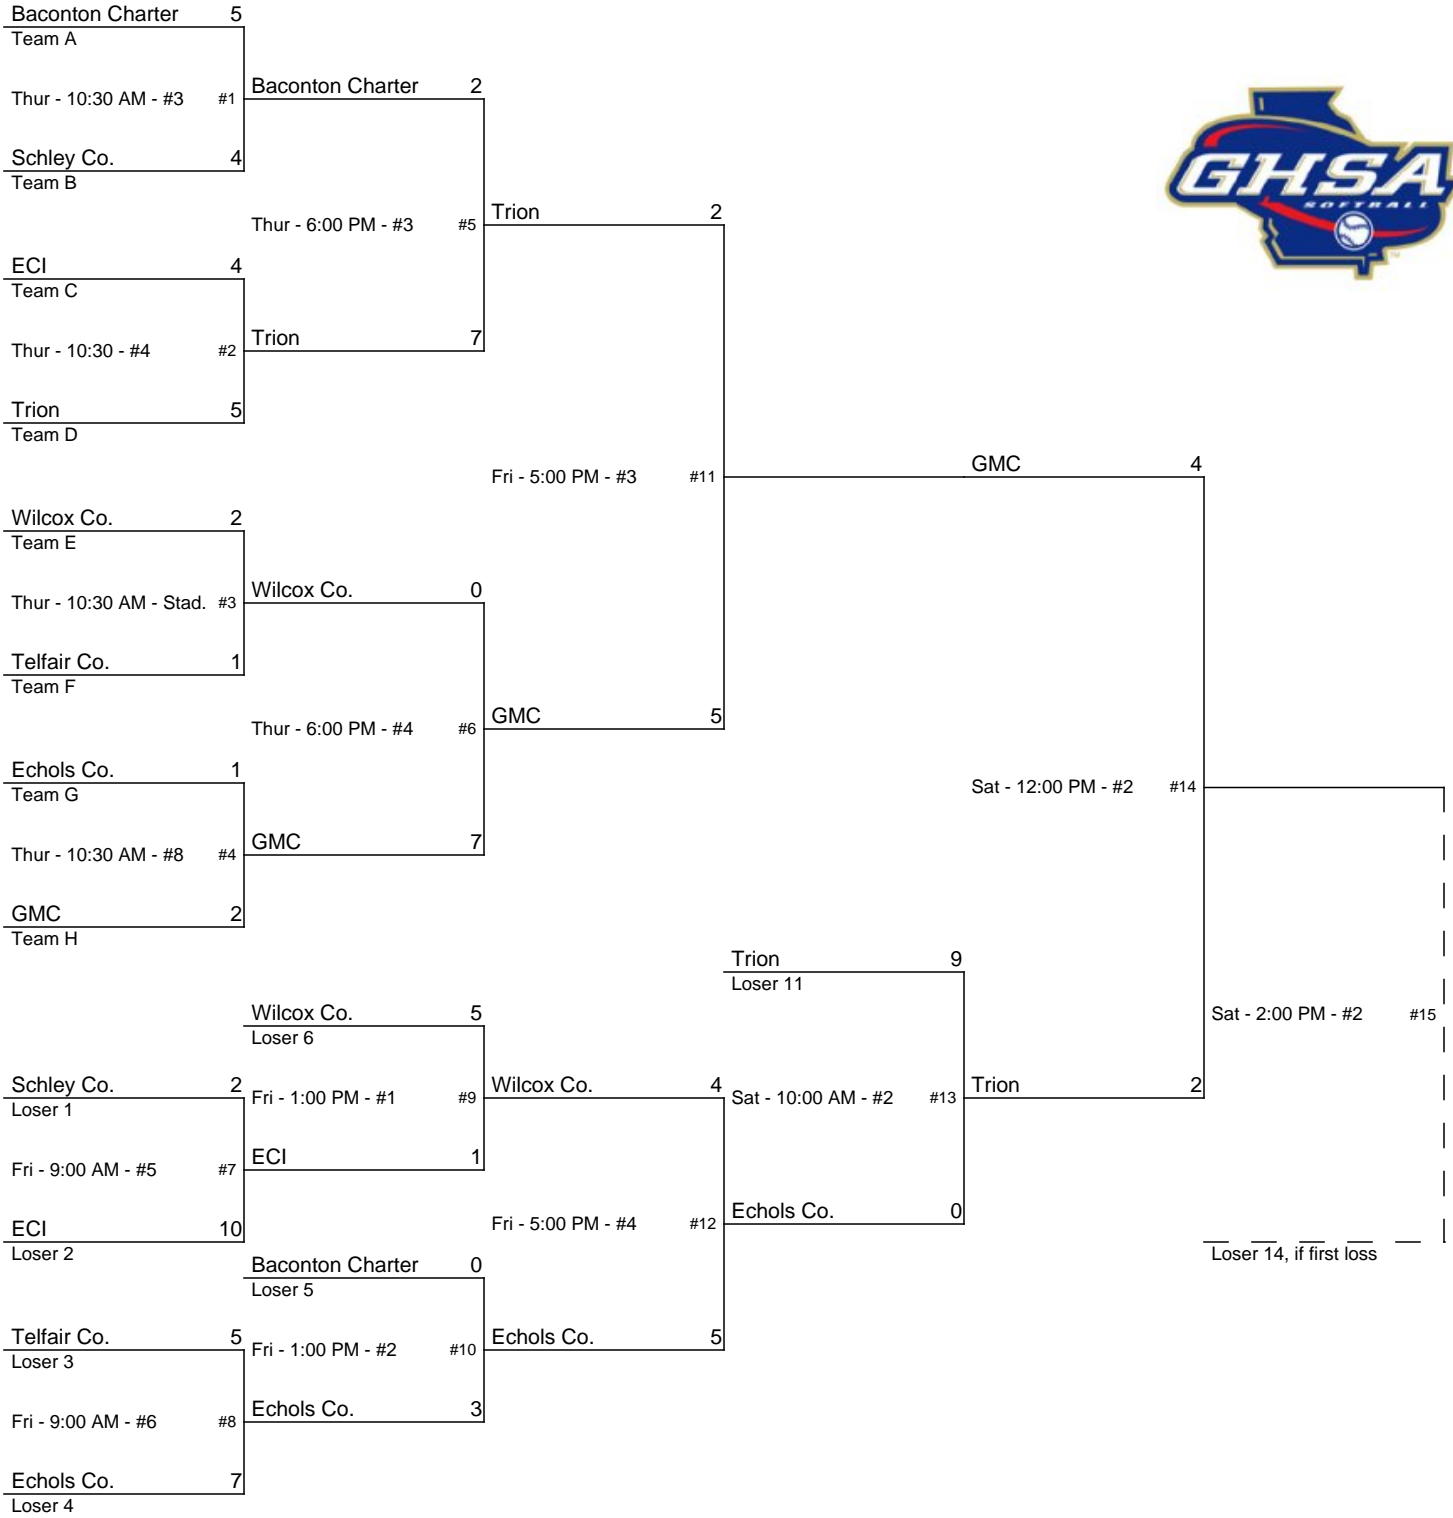 Baconton Charter 5
Team A
Thur - 10:30 AM - #3 #1
Baconton Charter 2
Schley Co. 4
Team B
Thur - 6:00 PM - #3 #5
Trion 2
ECI 4
Team C
Thur - 10:30 - #4 #2
Trion 7
Trion 5
Team D
GHSA
SOFTBALL
TM
Fri - 5:00 PM - #3 #11
GMC 4
Wilcox Co. 2
Team E
Thur - 10:30 AM - Stad. #3
Wilcox Co. 0
Telfair Co. 1
Team F
Thur - 6:00 PM - #4 #6
GMC 5
Echols Co. 1
Team G
Thur - 10:30 AM - #8 #4
GMC 7
GMC 2
Team H
Sat - 12:00 PM - #2 #14
Trion 9
Loser 11
Wilcox Co. 5
Loser 6
Sat - 2:00 PM - #2 #15
Schley Co. 2
Loser 1
Fri - 1:00 PM - #1 #9
Wilcox Co. 4
Sat - 10:00 AM - #2 #13
Trion 2
Fri - 9:00 AM - #5 #7
ECI 1
ECI 10
Loser 2
Fri - 5:00 PM - #4 #12
Echols Co. 0
Loser 14, if first loss
Baconton Charter 0
Loser 5
Telfair Co. 5
Loser 3
Fri - 1:00 PM - #2 #10
Echols Co. 5
Fri - 9:00 AM - #6 #8
Echols Co. 3
Echols Co. 7
Loser 4